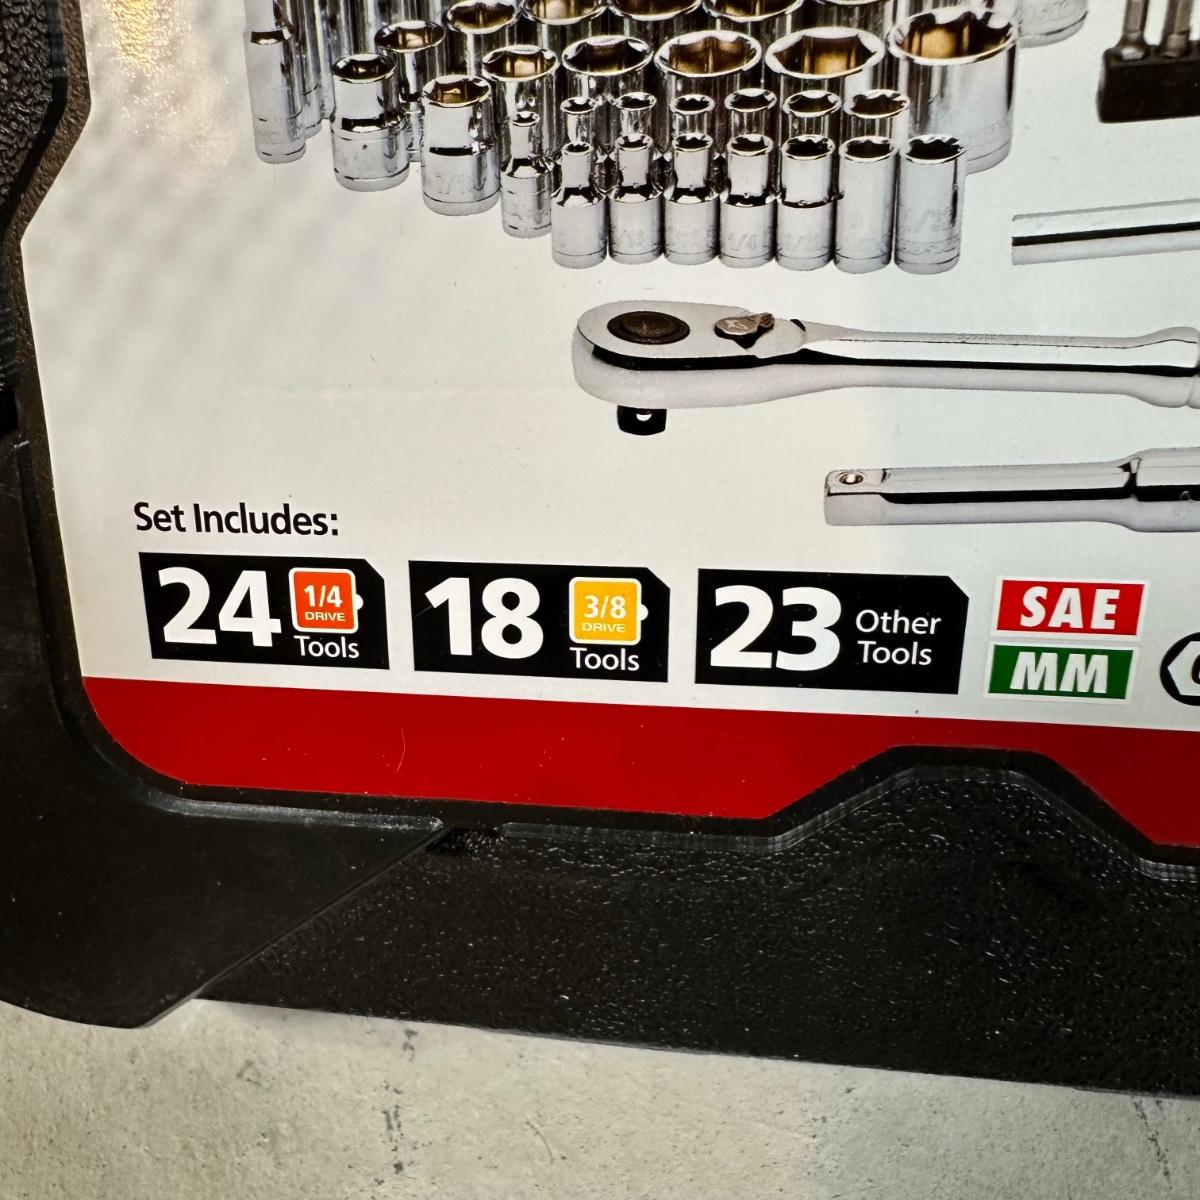 Set Includes:
24 1/4 DRIVE Tools
18 3/8 DRIVE Tools
23 Other Tools
SAE
MM